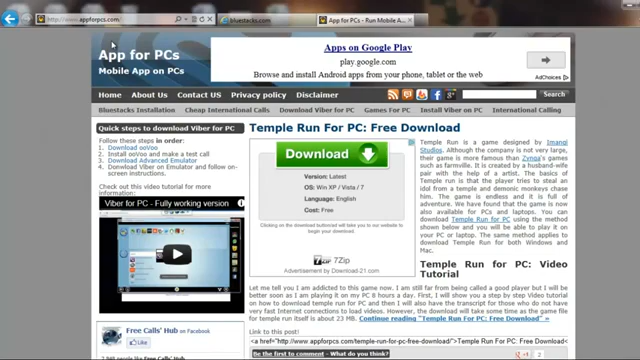 http://www.appforpcs.com
bluestacks.com
App for PCs - Run Mobile A...
App for PCs
Mobile App on PCs
Apps on Google Play
play.google.com
Browse and install Android apps from your phone, tablet or the web
AdChoices
Home About Us Contact US Privacy policy Disclaimer
Search
Bluestacks Installation Cheap International Calls Download Viber for PC Games For PC Install Viber on PC International Calling
Quick steps to download Viber for PC
Follow these steps in order:
1. Download ooVoo
2. Install ooVoo and make a test call
3. Download Advanced Emulator
4. Download Viber on Emulator and follow on-
screen instructions.
Check out this video tutorial for more
information:
Viber for PC - Fully working version
Free Calls' Hub on Facebook
Like
Temple Run For PC: Free Download
Download
Version: Latest
OS: Win XP / Vista / 7
Language: English
Cost: Free
Clicking on the download button/ad will take you to our website to
begin your download.
7Zip
Advertisement by Download-21.com
Temple Run is a game designed by Imangi
Studios. Although the company is not very large,
their game is more famous than Zynga's games
such as farmville. It is created by a husband-wife
pair with the help of a artist. The basics of
Temple run is that the player tries to steal an
idol from a temple and demonic monkeys chase
him. The game is endless and it is full of
adventure. We have found that the game is now
also available for PCs and laptops. You can
download Temple Run for PC using the method
shown below and you will be able to play it on
your PC or laptop. The same method applies to
download Temple Run for both Windows and
Mac.
Temple Run for PC: Video
Tutorial
Let me tell you I am addicted to this game now. I am still far from being called a good player but I will be
better soon as I am playing it on my PC 8 hours a day. First, I will show you a step by step Video tutorial
on how to download temple run for PC and then I will also have the transcript for those who do not have
very fast Internet connections to watch a video. However, the download will take some time as the game
file for temple run itself is about 23 MB. Continue reading "Temple Run For PC: Free Download" »
Link to this post!
<a href="http://www.appforpcs.com/temple-run-for-pc-free-download/">Temple Run For PC: Free Download<
Be the first to comment - What do you think?